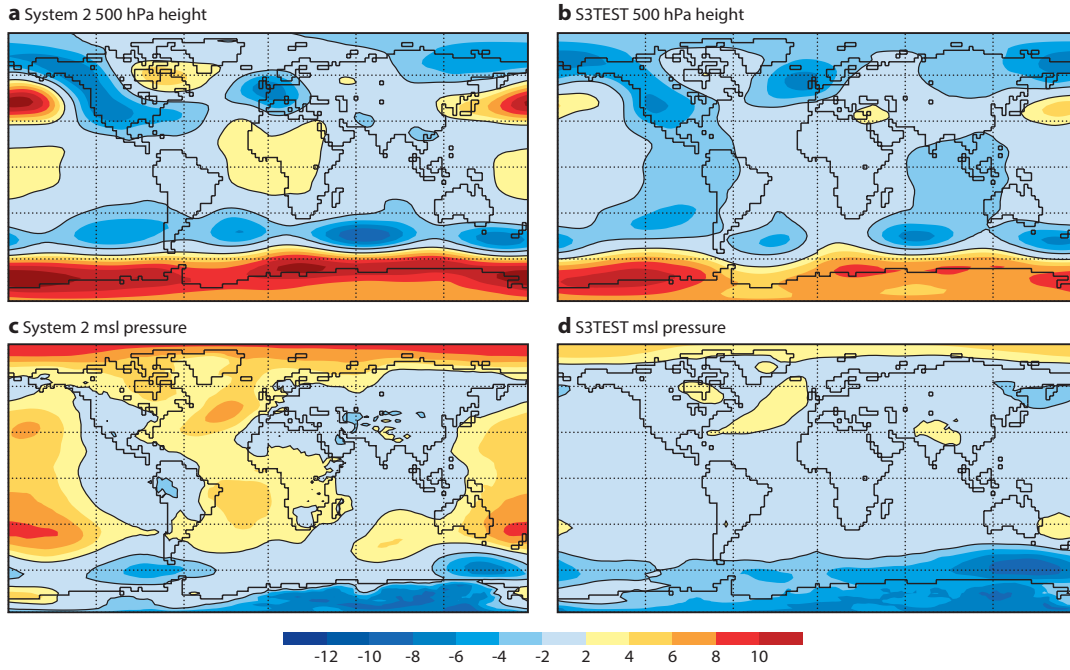 a System 2 500 hPa height
b S3TEST 500 hPa height
c System 2 msl pressure
d S3TEST msl pressure
-12 -10 -8 -6 -4 -2 2 4 6 8 10